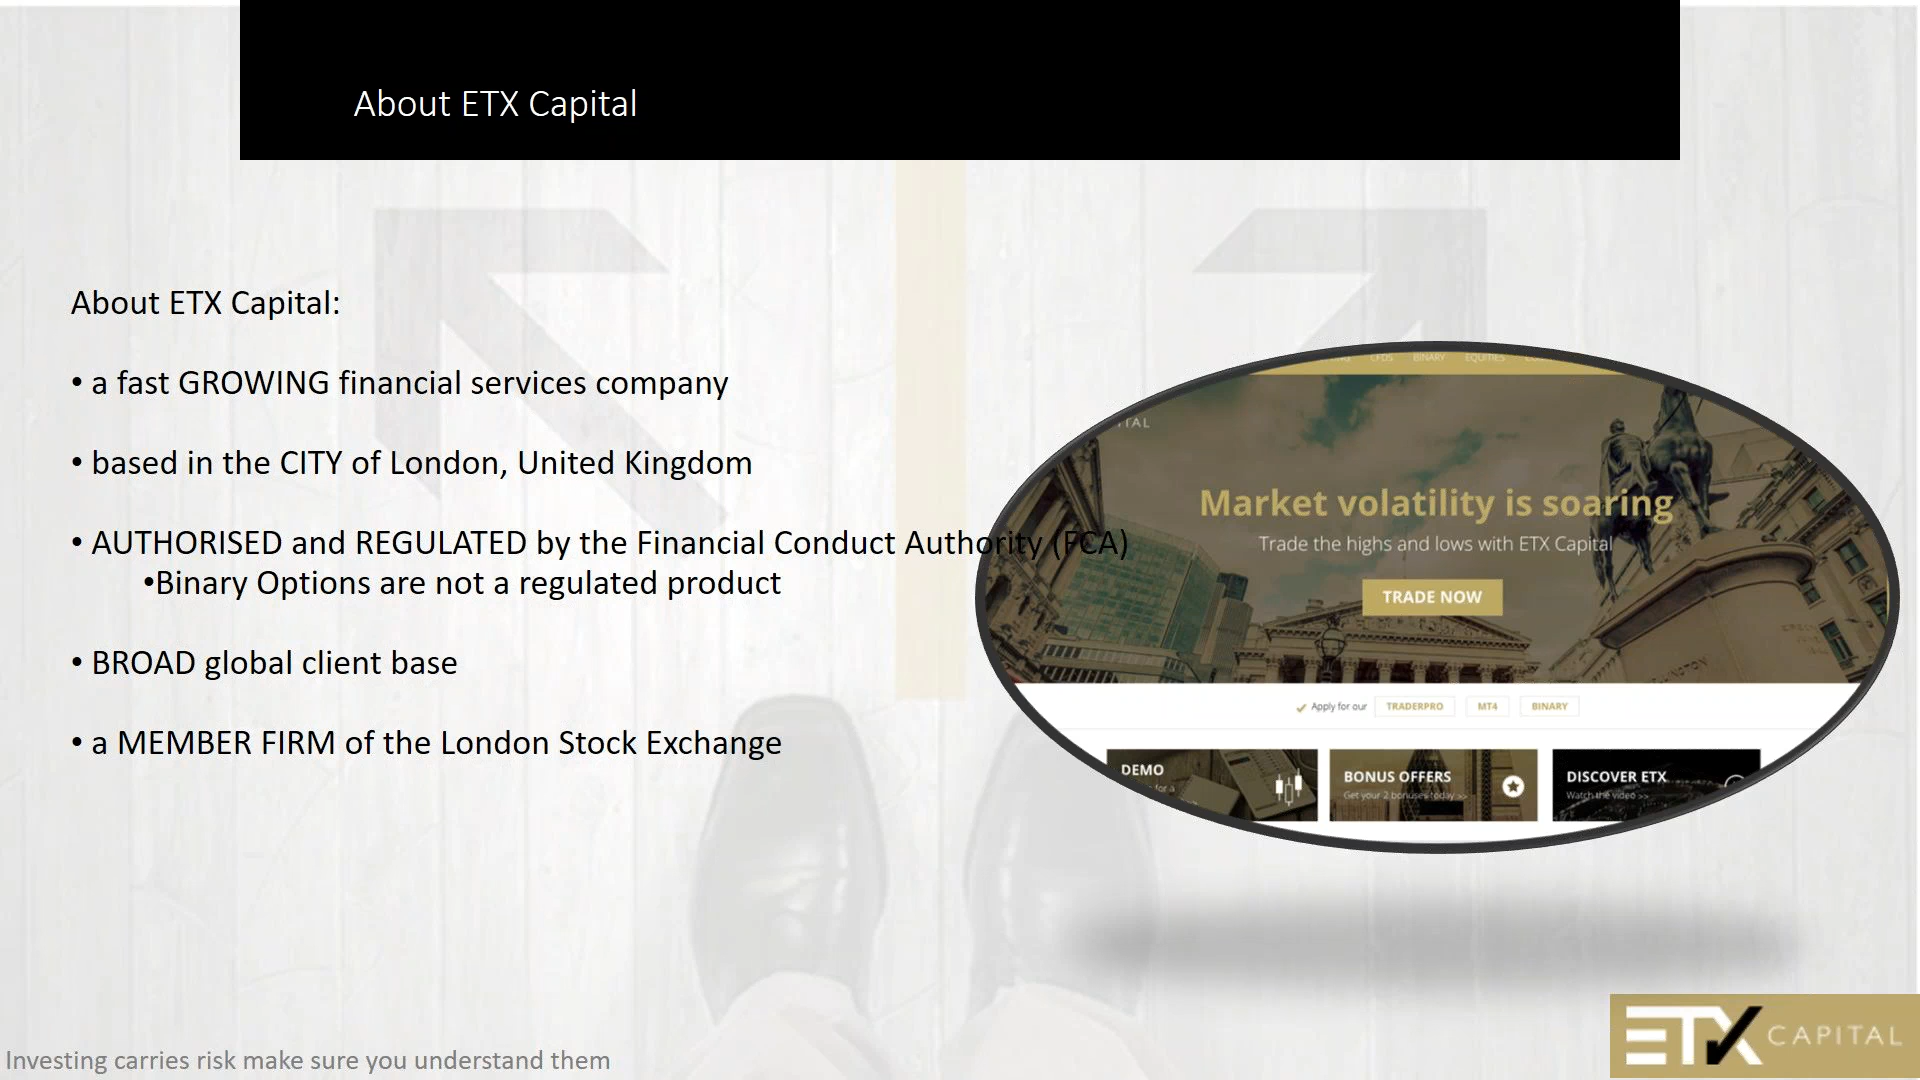 About ETX Capital
About ETX Capital:
• a fast GROWING financial services company
• based in the CITY of London, United Kingdom
• AUTHORISED and REGULATED by the Financial Conduct Authority (FCA)
•Binary Options are not a regulated product
• BROAD global client base
• a MEMBER FIRM of the London Stock Exchange
CFDS BINARY EQUITIES
Market volatility is soaring
Trade the highs and lows with ETX Capital
TRADE NOW
Apply for our TRADERPRO MT4 BINARY
DEMO
for a
BONUS OFFERS
Get your 2 bonuses today >>
DISCOVER ETX
Watch the video >>
Investing carries risk make sure you understand them
ETX CAPITAL